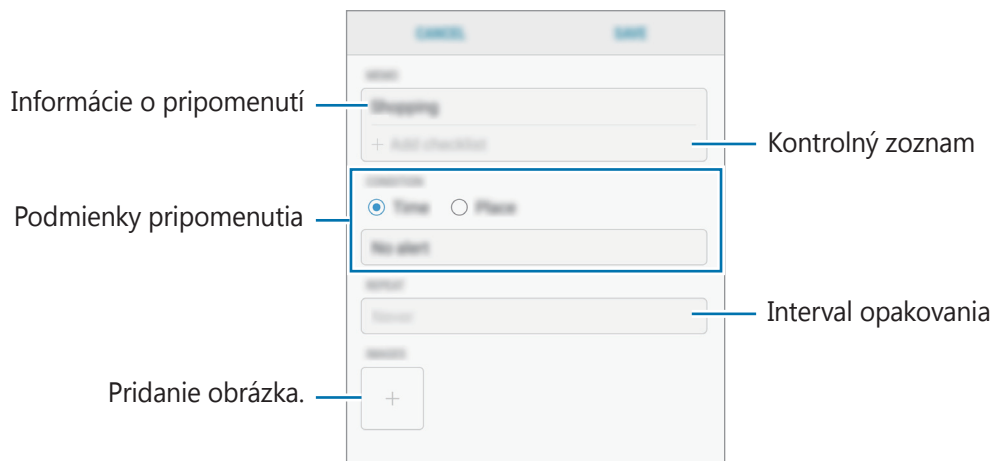 CANCEL
SAVE
MEMO
Informácie o pripomenutí
Shopping
+ Add checklist
Kontrolný zoznam
CONDITION
Time
Place
Podmienky pripomenutia
No alert
REPEAT
Never
Interval opakovania
IMAGES
Pridanie obrázka.
+